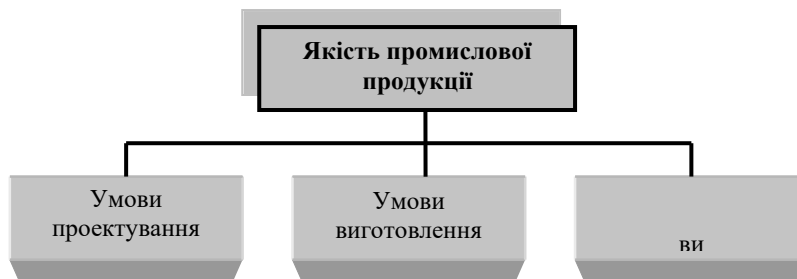 Якість промислової
продукції
Умови
проектування
Умови
виготовлення
ви